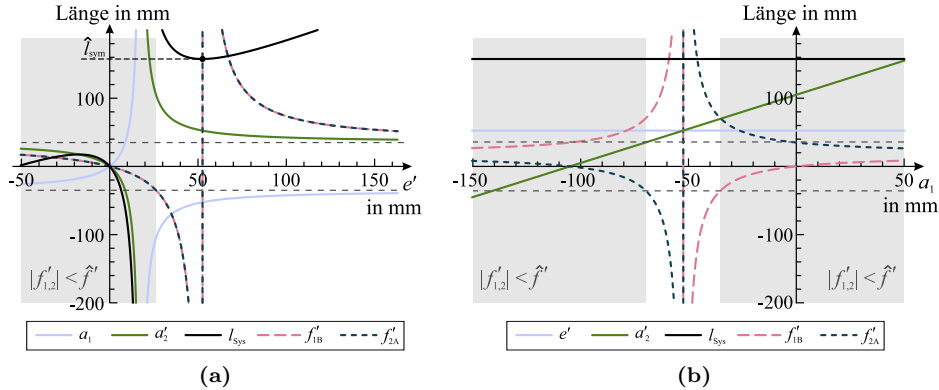 Länge in mm
l̂sym
100
-50
50
100
150
e′
in mm
-100
|f′1,2| < f̂′
-200
a1 a′2 lSys f′1B f′2A
(a)
Länge in mm
100
-150
-100
-50
50
a1
in mm
-100
|f′1,2| < f̂′
|f′1,2| < f̂′
-200
e′ a′2 lSys f′1B f′2A
(b)